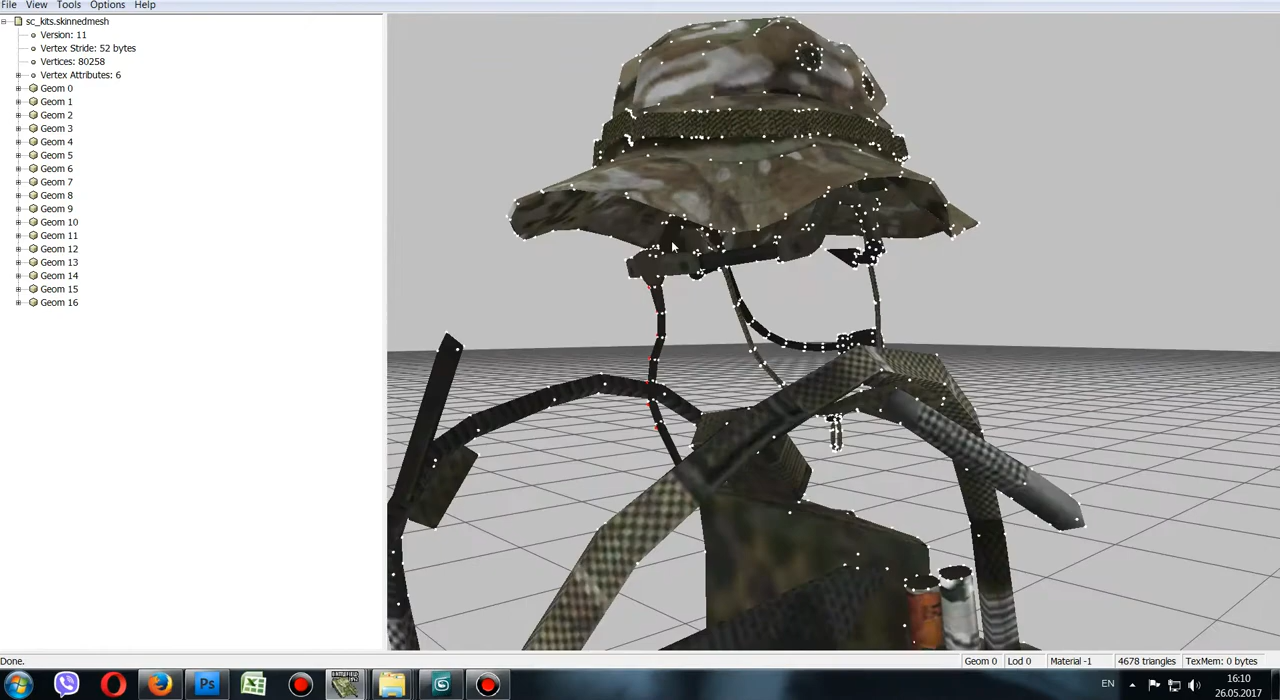 File View Tools Options Help
sc_kits.skinnedmesh
Version: 11
Vertex Stride: 52 bytes
Vertices: 80258
Vertex Attributes: 6
Geom 0
Geom 1
Geom 2
Geom 3
Geom 4
Geom 5
Geom 6
Geom 7
Geom 8
Geom 9
Geom 10
Geom 11
Geom 12
Geom 13
Geom 14
Geom 15
Geom 16
Done. Geom 0 Lod 0 Material -1 4678 triangles TexMem: 0 bytes
Ps EN 16:10
26.05.2017